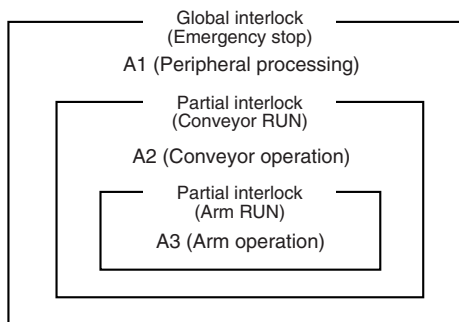 Global interlock
(Emergency stop)
A1 (Peripheral processing)
Partial interlock
(Conveyor RUN)
A2 (Conveyor operation)
Partial interlock
(Arm RUN)
A3 (Arm operation)